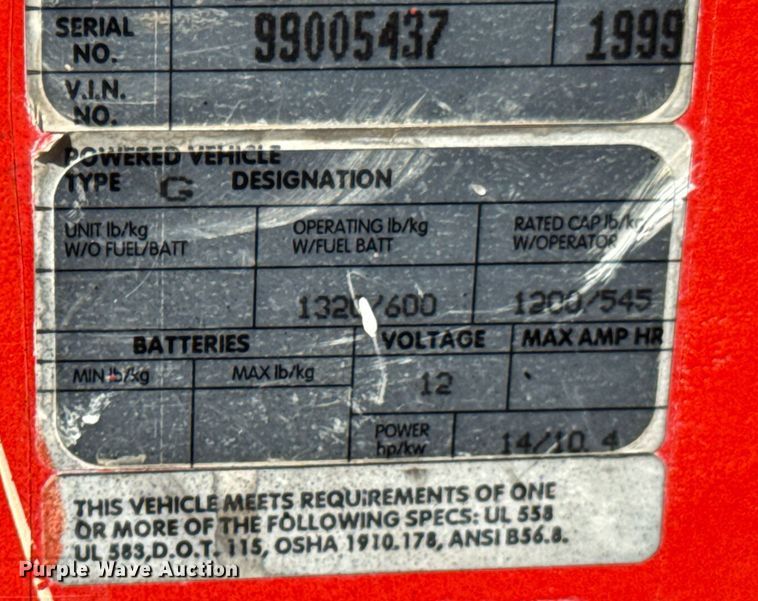 SERIAL NO. 99005437 1999
V.I.N. NO.
POWERED VEHICLE
TYPE G DESIGNATION
UNIT lb/kg W/O FUEL/BATT
OPERATING lb/kg W/FUEL BATT
RATED CAP lb/kg W/OPERATOR
1320/600 1200/545
BATTERIES VOLTAGE MAX AMP HR
MIN lb/kg MAX lb/kg 12
POWER hp/kw 14/10.4
THIS VEHICLE MEETS REQUIREMENTS OF ONE
OR MORE OF THE FOLLOWING SPECS: UL 558
UL 583,D.O.T. 115, OSHA 1910.178, ANSI B56.8.
Purple Wave Auction